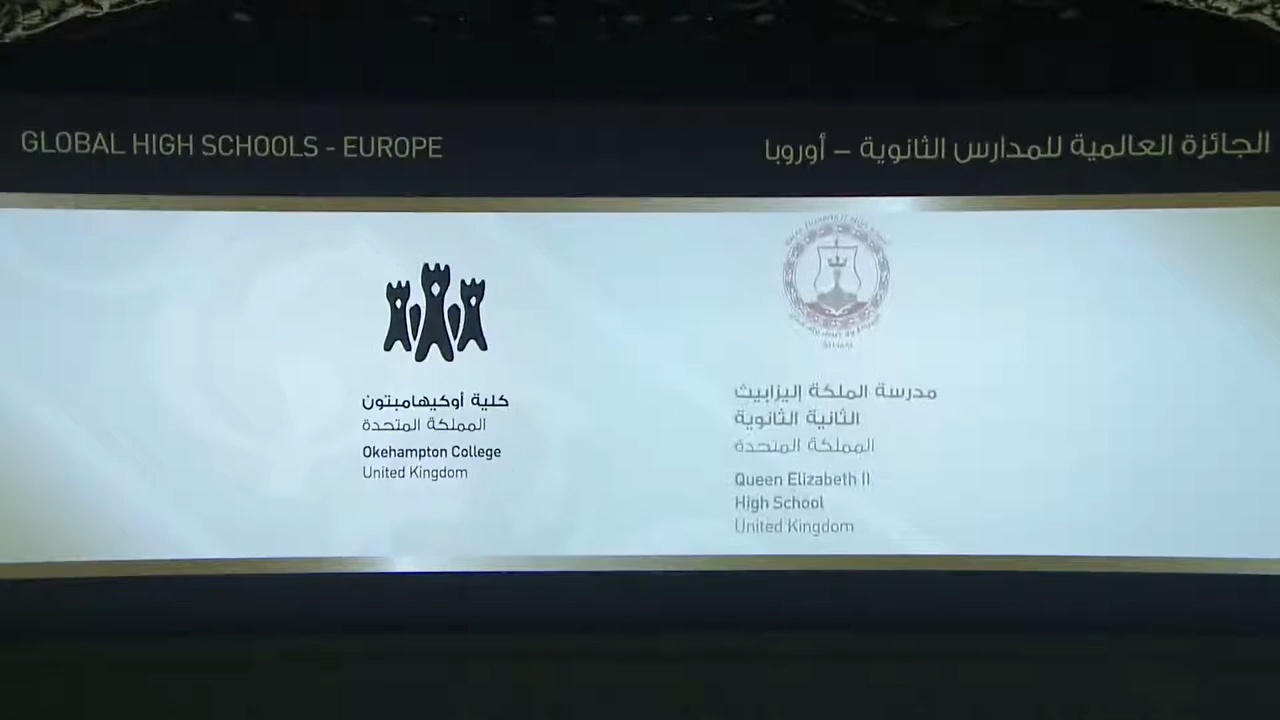 GLOBAL HIGH SCHOOLS - EUROPE
الجائزة العالمية للمدارس الثانوية – أوروبا
كلية أوكيهامبتون
المملكة المتحدة
Okehampton College
United Kingdom
مدرسة الملكة إليزابيث
الثانية الثانوية
المملكة المتحدة
Queen Elizabeth II
High School
United Kingdom